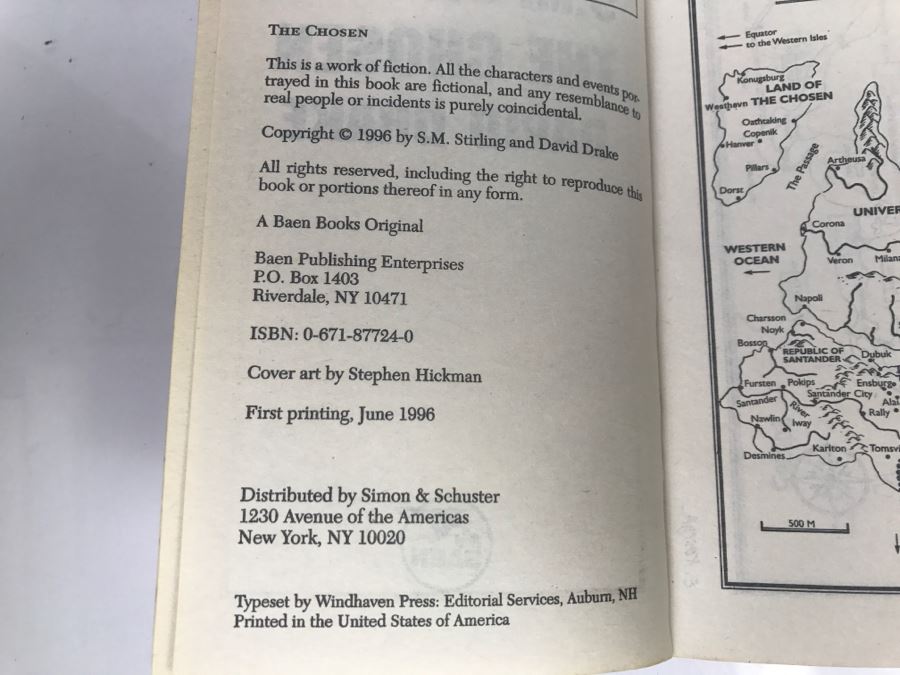 THE CHOSEN
This is a work of fiction. All the characters and events por-
trayed in this book are fictional, and any resemblance to
real people or incidents is purely coincidental.
Copyright © 1996 by S.M. Stirling and David Drake
All rights reserved, including the right to reproduce this
book or portions thereof in any form.
A Baen Books Original
Baen Publishing Enterprises
P.O. Box 1403
Riverdale, NY 10471
ISBN: 0-671-87724-0
Cover art by Stephen Hickman
First printing, June 1996
Distributed by Simon & Schuster
1230 Avenue of the Americas
New York, NY 10020
Typeset by Windhaven Press: Editorial Services, Auburn, NH
Printed in the United States of America
Equator
to the Western Isles
Konugsburg
LAND OF
Westhavn THE CHOSEN
Oathtaking
Copenik
Hanver
Pillars
Dorst
The Passage
Artheusa
UNIVER
Corona
WESTERN
OCEAN
Veron
Milana
Napoli
Charsson
Noyk
Bosson
REPUBLIC OF
SANTANDER
Dubuk
Fursten
Pokips
Ensburg
Santander City
Santander
River
Alai
Rally
Nawlin
Iway
Karlton
Tomsvi
Desmines
500 M